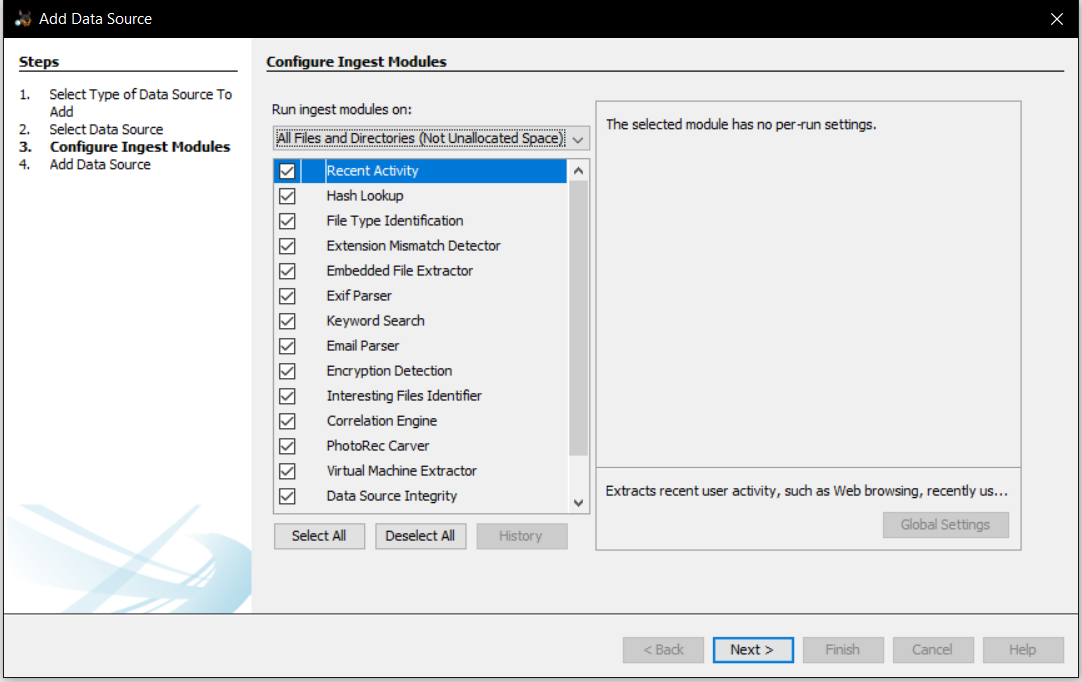 Add Data Source
Steps
1. Select Type of Data Source To
Add
2. Select Data Source
3. Configure Ingest Modules
4. Add Data Source
Configure Ingest Modules
Run ingest modules on:
All Files and Directories (Not Unallocated Space)
Recent Activity
Hash Lookup
File Type Identification
Extension Mismatch Detector
Embedded File Extractor
Exif Parser
Keyword Search
Email Parser
Encryption Detection
Interesting Files Identifier
Correlation Engine
PhotoRec Carver
Virtual Machine Extractor
Data Source Integrity
Select All
Deselect All
History
The selected module has no per-run settings.
Extracts recent user activity, such as Web browsing, recently us...
Global Settings
< Back
Next >
Finish
Cancel
Help